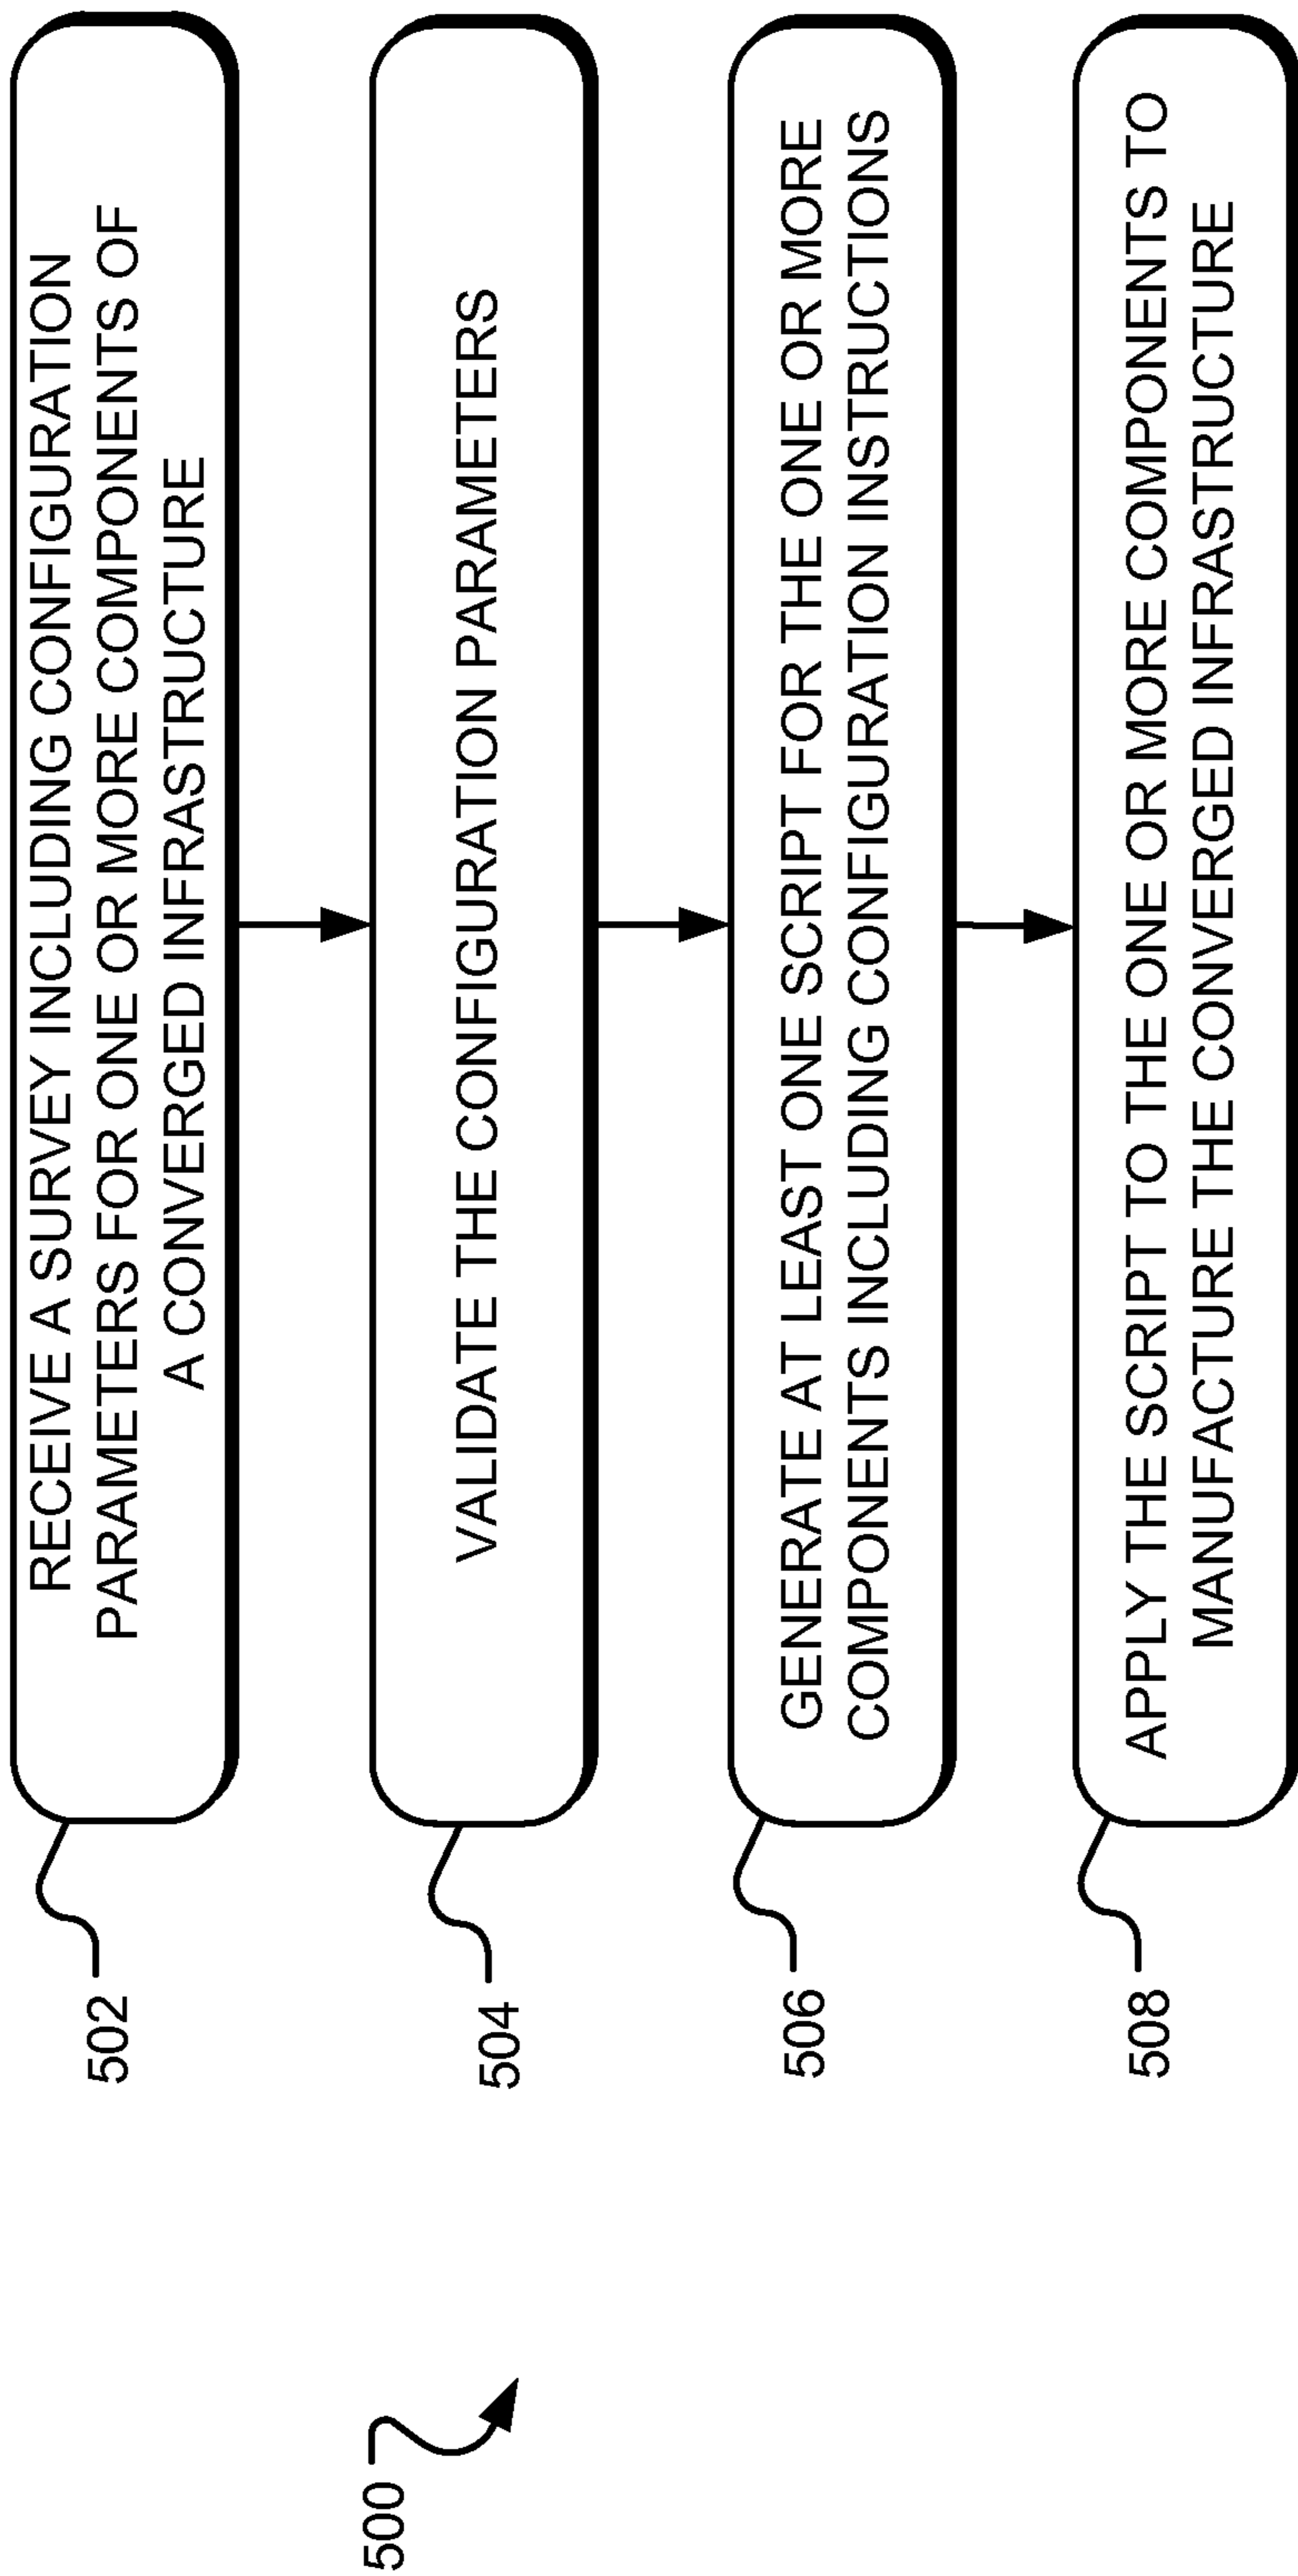 500
502
RECEIVE A SURVEY INCLUDING CONFIGURATION
PARAMETERS FOR ONE OR MORE COMPONENTS OF
A CONVERGED INFRASTRUCTURE
504
VALIDATE THE CONFIGURATION PARAMETERS
506
GENERATE AT LEAST ONE SCRIPT FOR THE ONE OR MORE
COMPONENTS INCLUDING CONFIGURATION INSTRUCTIONS
508
APPLY THE SCRIPT TO THE ONE OR MORE COMPONENTS TO
MANUFACTURE THE CONVERGED INFRASTRUCTURE